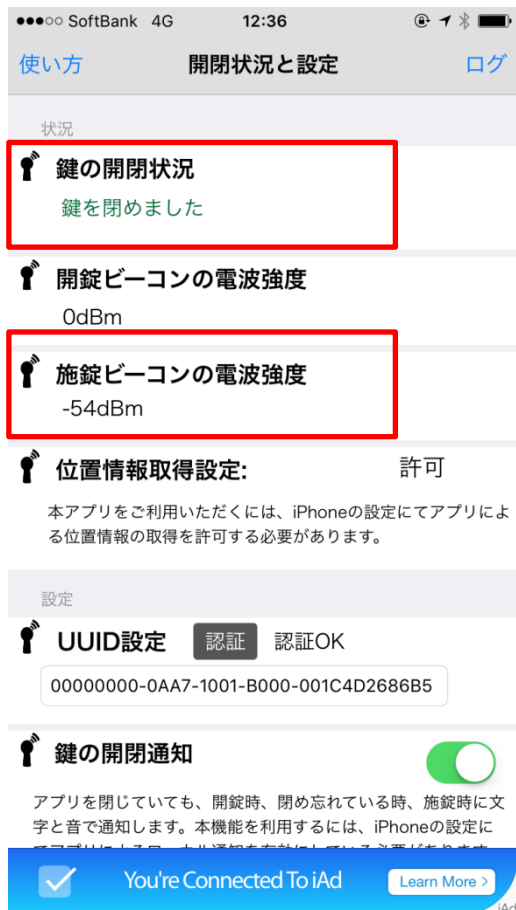 SoftBank 4G 12:36
使い方 開閉状況と設定 ログ
状況
鍵の開閉状況
鍵を閉めました
開錠ビーコンの電波強度
0dBm
施錠ビーコンの電波強度
-54dBm
位置情報取得設定: 許可
本アプリをご利用いただくには、iPhoneの設定にてアプリによ
る位置情報の取得を許可する必要があります。
設定
UUID設定 認証 認証OK
00000000-0AA7-1001-B000-001C4D2686B5
鍵の開閉通知
アプリを閉じていても、開錠時、閉め忘れている時、施錠時に文
字と音で通知します。本機能を利用するには、iPhoneの設定に
You're Connected To iAd Learn More >
iAd